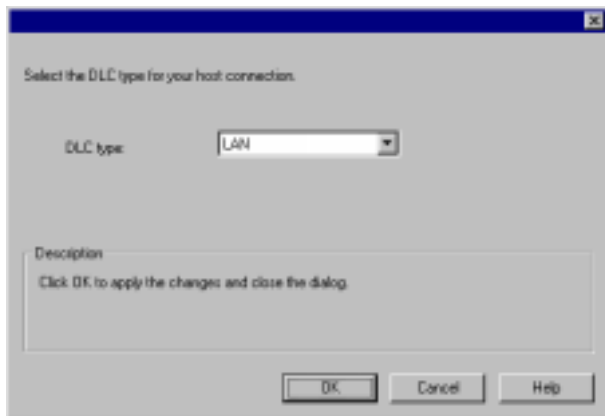 Select the DLC type for your host connection.
DLC type:
LAN
Description
Click OK to apply the changes and close the dialog.
OK Cancel Help